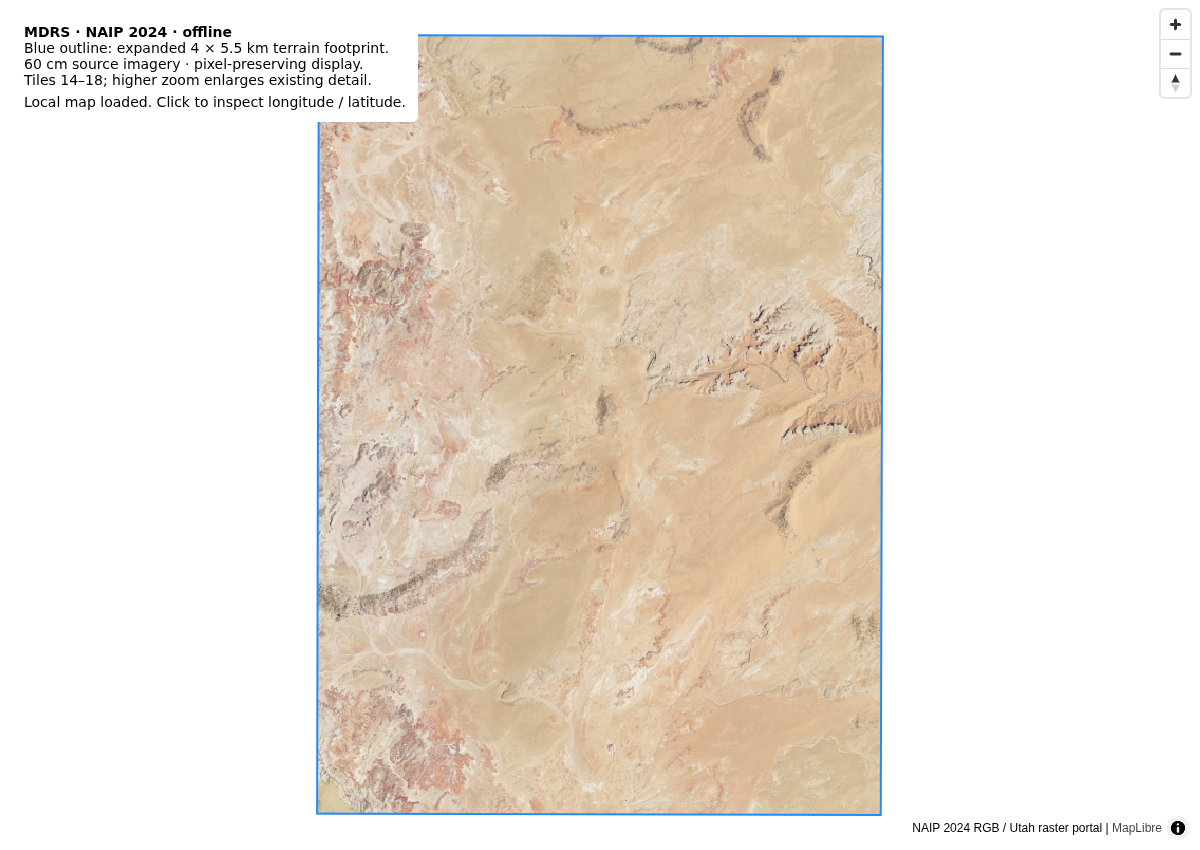 MDRS · NAIP 2024 · offline
Blue outline: expanded 4 × 5.5 km terrain footprint.
60 cm source imagery · pixel-preserving display.
Tiles 14–18; higher zoom enlarges existing detail.
Local map loaded. Click to inspect longitude / latitude.
NAIP 2024 RGB / Utah raster portal | MapLibre